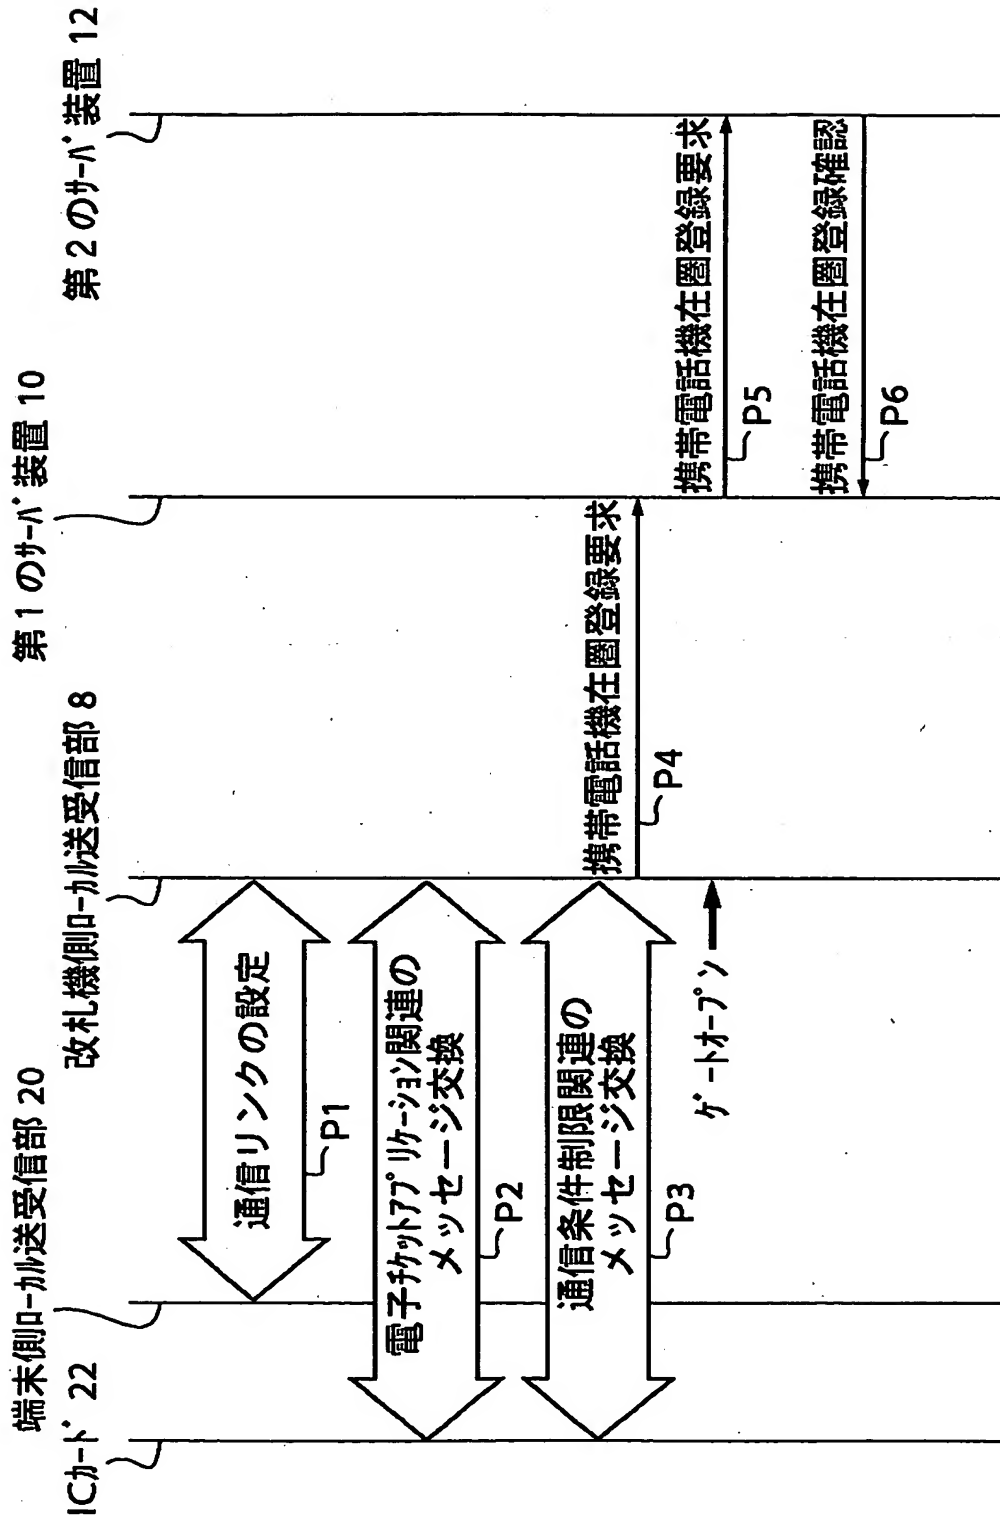 ICｶｰﾄﾞ 22
端末側ﾛｰｶﾙ送受信部 20
改札機側ﾛｰｶﾙ送受信部 8
第1のｻｰﾊﾞ装置 10
第2のｻｰﾊﾞ装置 12
通信リンクの設定
P1
電子ﾁｹｯﾄｱﾌﾟﾘｹｰｼｮﾝ関連の
メッセージ交換
P2
通信条件制限関連の
メッセージ交換
P3
携帯電話機在圏登録要求
P4
ｹﾞｰﾄｵｰﾌﾟﾝ
携帯電話機在圏登録要求
P5
携帯電話機在圏登録確認
P6